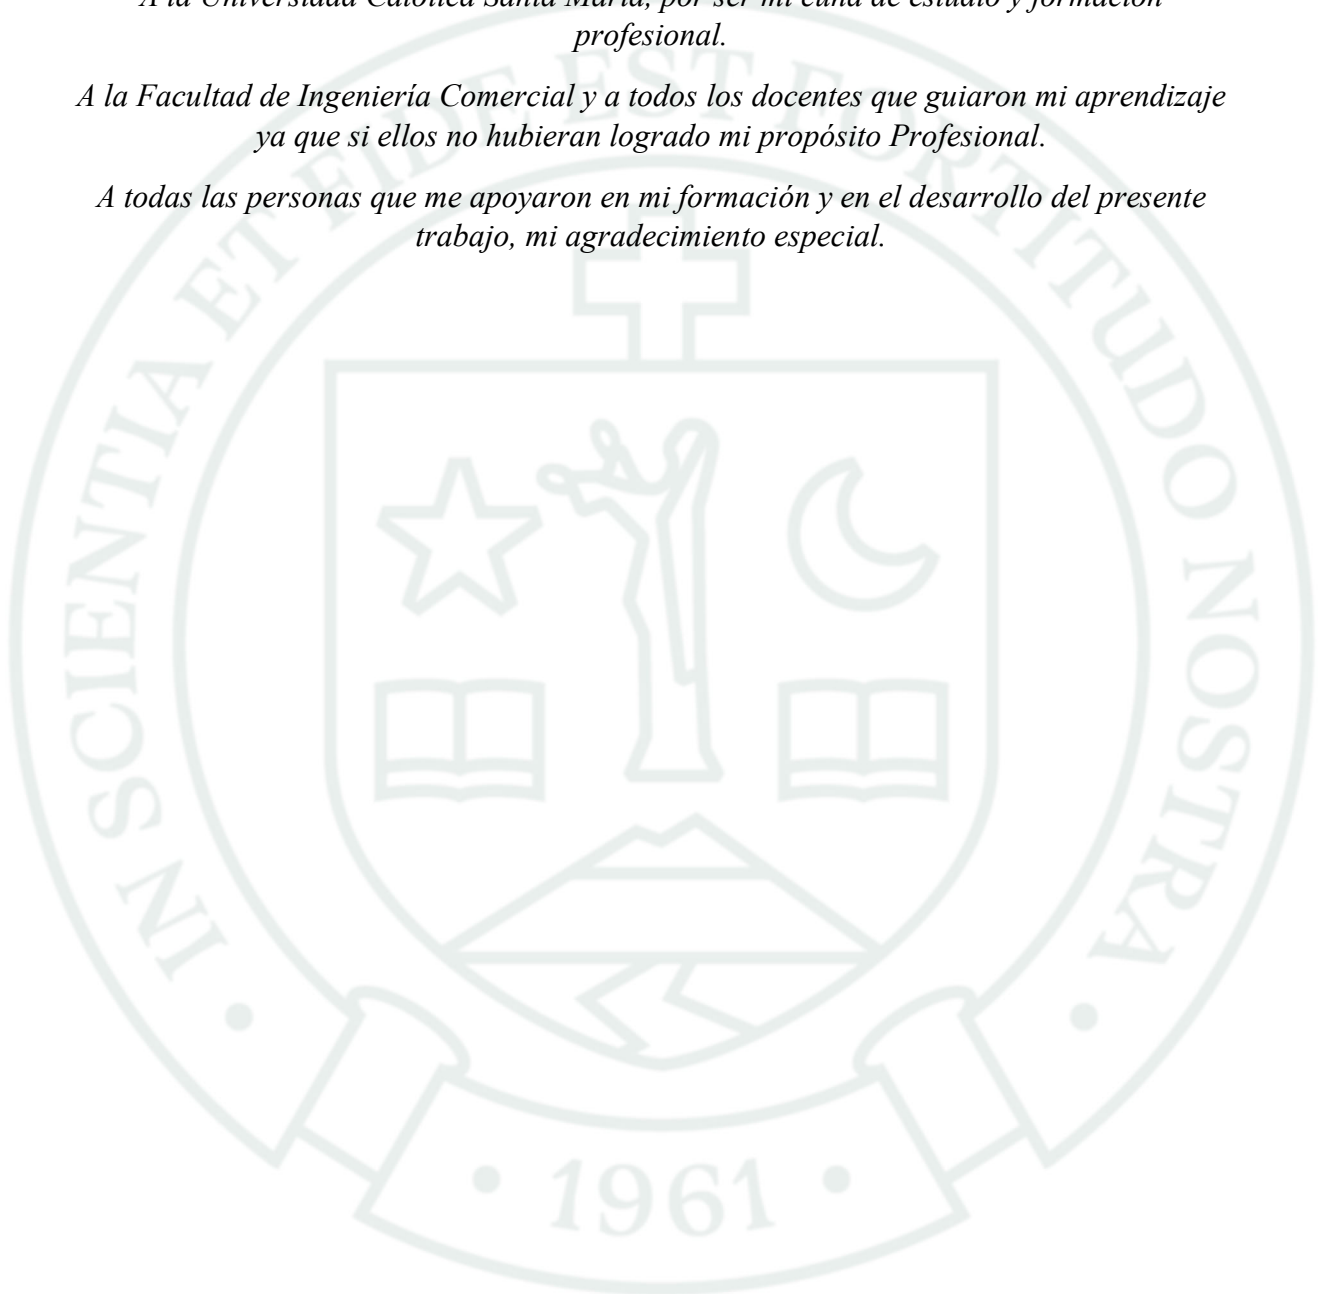 A la Universidad Católica Santa María, por ser mi cuna de estudio y formación
profesional.
A la Facultad de Ingeniería Comercial y a todos los docentes que guiaron mi aprendizaje
ya que si ellos no hubieran logrado mi propósito Profesional.
A todas las personas que me apoyaron en mi formación y en el desarrollo del presente
trabajo, mi agradecimiento especial.
IN SCIENTIA ET FIDE EST FORTITUDO NOSTRA
• 1961 •